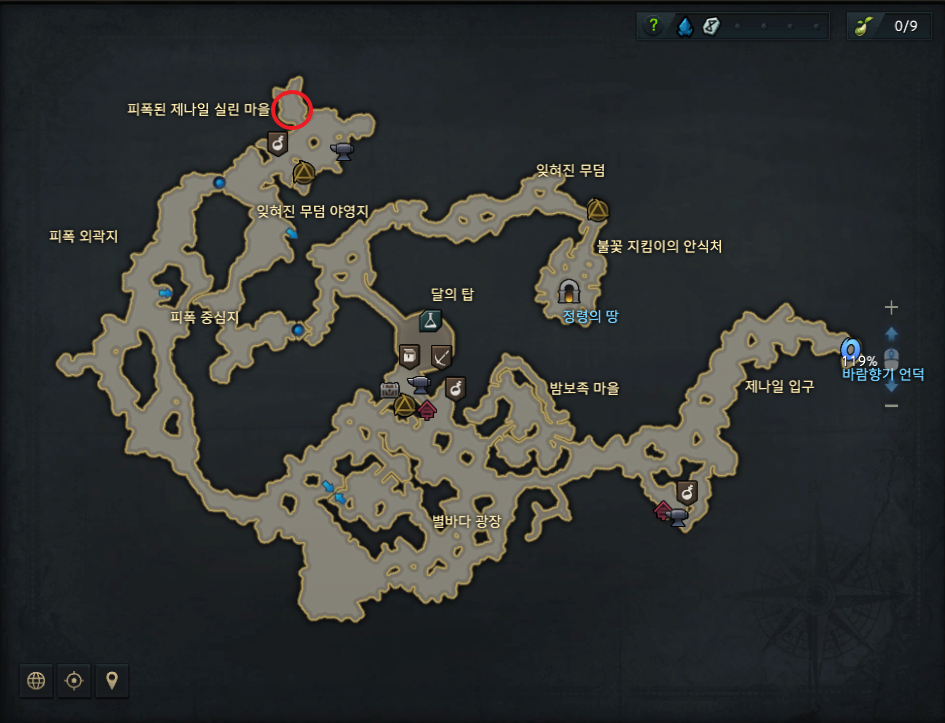 ?
0/9
피폭된 제나일 실린 마을
잊혀진 무덤
잊혀진 무덤 야영지
피폭 외곽지
불꽃 지킴이의 안식처
달의 탑
정령의 땅
피폭 중심지
119%
바람향기 언덕
제나일 입구
밤보족 마을
별바다 광장